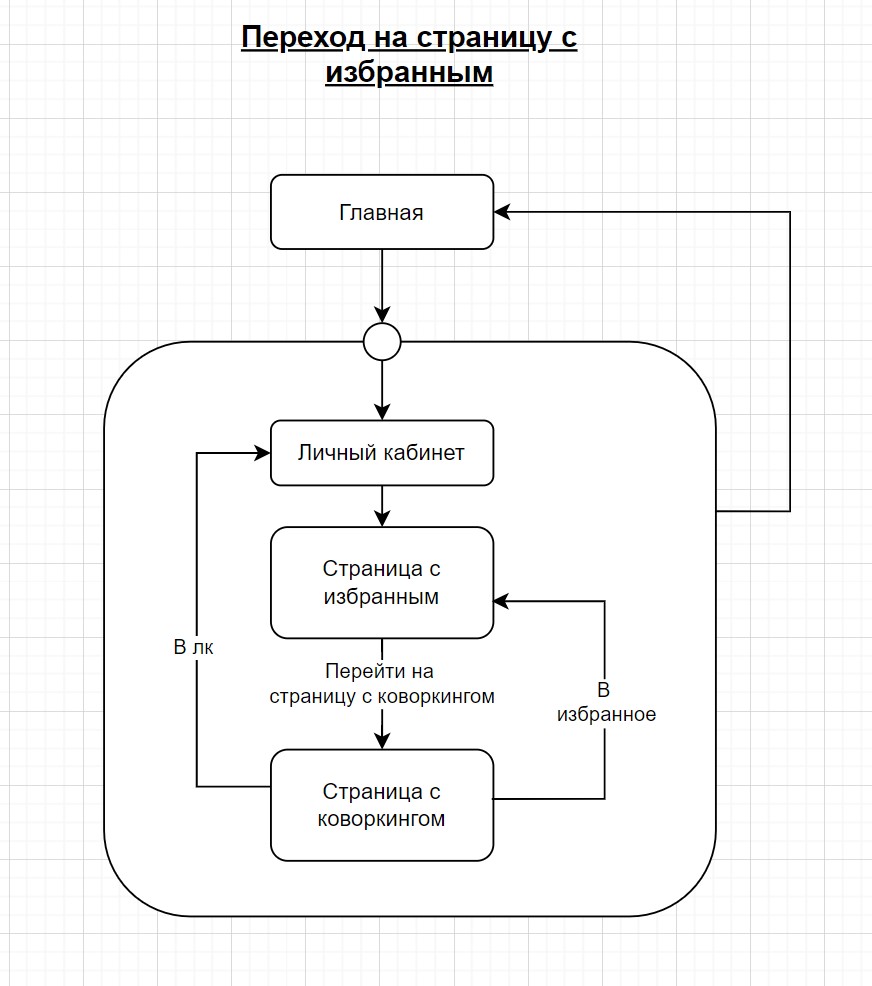 Переход на страницу с
избранным
Главная
Личный кабинет
Страница с
избранным
В лк
Перейти на
страницу с коворкингом
В
избранное
Страница с
коворкингом